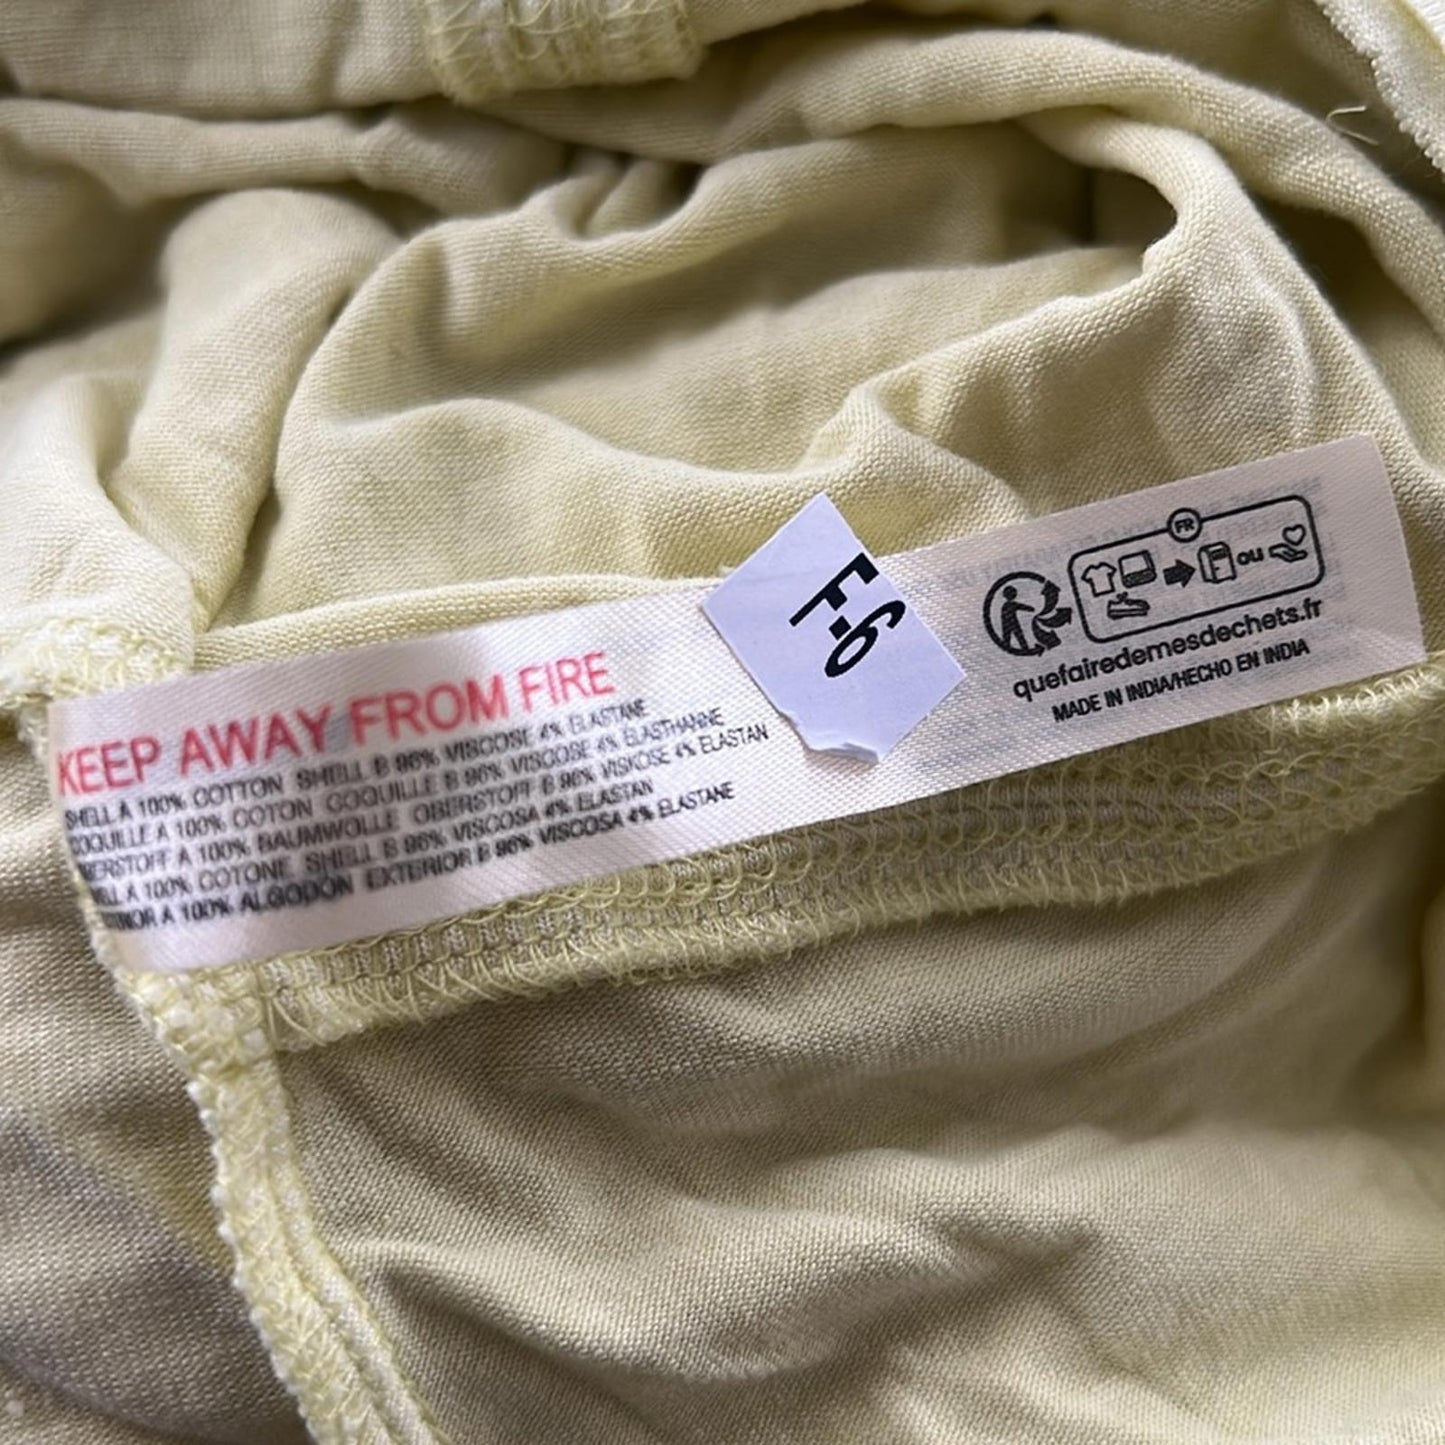 KEEP AWAY FROM FIRE
SHELL A 100% COTTON SHELL B 96% VISCOSE 4% ELASTANE
COQUILLE A 100% COTON COQUILLE B 96% VISCOSE 4% ELASTHANNE
OBERSTOFF A 100% BAUMWOLLE OBERSTOFF B 96% VISKOSE 4% ELASTAN
SHELL A 100% COTONE SHELL B 96% VISCOSA 4% ELASTAN
A 100% ALGODÓN EXTERIOR B 96% VISCOSA 4% ELASTANE
F-6
FR
ou
quefairedemesdechets.fr
MADE IN INDIA/HECHO EN INDIA